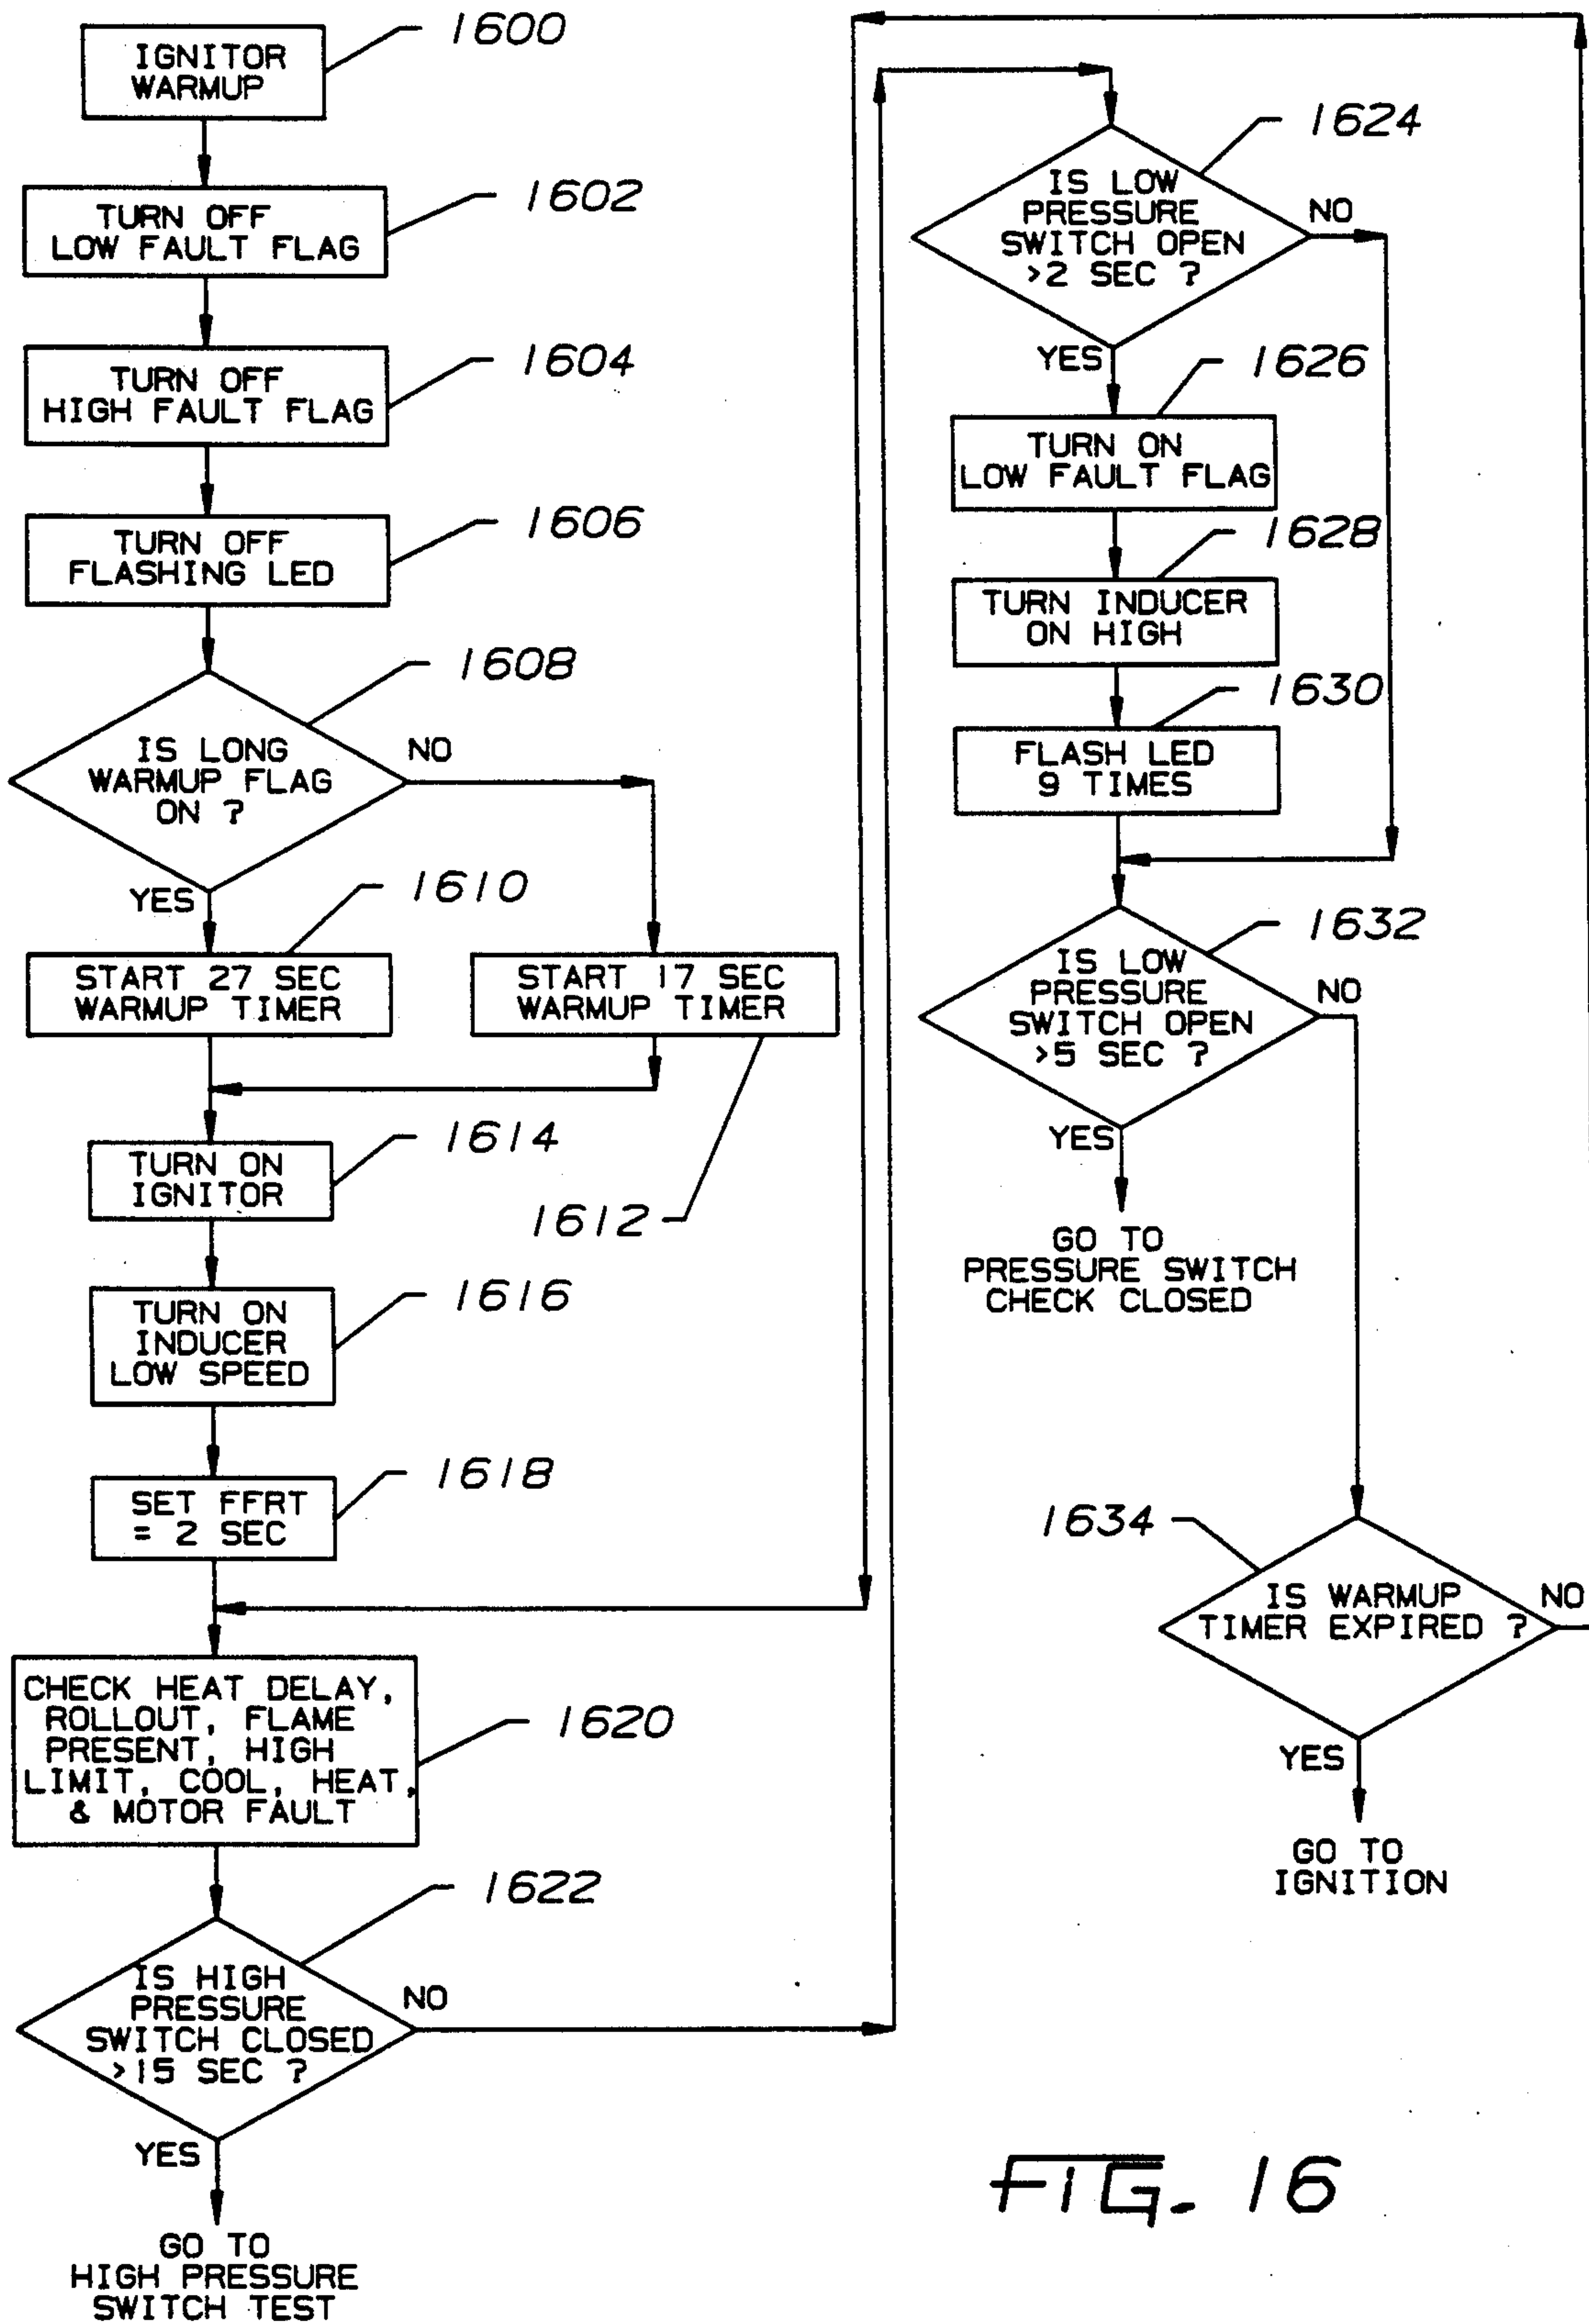 1600
IGNITOR
WARMUP
1602
TURN OFF
LOW FAULT FLAG
1604
TURN OFF
HIGH FAULT FLAG
1606
TURN OFF
FLASHING LED
1608
IS LONG
WARMUP FLAG
ON ?
NO
YES
1610
START 27 SEC
WARMUP TIMER
START 17 SEC
WARMUP TIMER
1612
1614
TURN ON
IGNITOR
1616
TURN ON
INDUCER
LOW SPEED
1618
SET FFRT
= 2 SEC
1620
CHECK HEAT DELAY,
ROLLOUT, FLAME
PRESENT, HIGH
LIMIT, COOL, HEAT,
& MOTOR FAULT
1622
IS HIGH
PRESSURE
SWITCH CLOSED
>15 SEC ?
NO
YES
GO TO
HIGH PRESSURE
SWITCH TEST
1624
IS LOW
PRESSURE
SWITCH OPEN
>2 SEC ?
NO
YES
1626
TURN ON
LOW FAULT FLAG
1628
TURN INDUCER
ON HIGH
1630
FLASH LED
9 TIMES
1632
IS LOW
PRESSURE
SWITCH OPEN
>5 SEC ?
NO
YES
GO TO
PRESSURE SWITCH
CHECK CLOSED
1634
IS WARMUP
TIMER EXPIRED ?
NO
YES
GO TO
IGNITION
FIG. 16